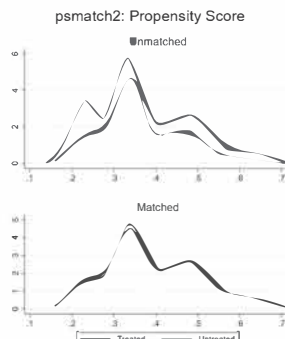 psmatch2: Propensity Score
Unmatched
6
4
2
0
.1 .2 .3 .4 .5 .6 .7
Matched
5
4
3
2
1
0
.1 .2 .3 .4 .5 .6 .7
Treated Untreated